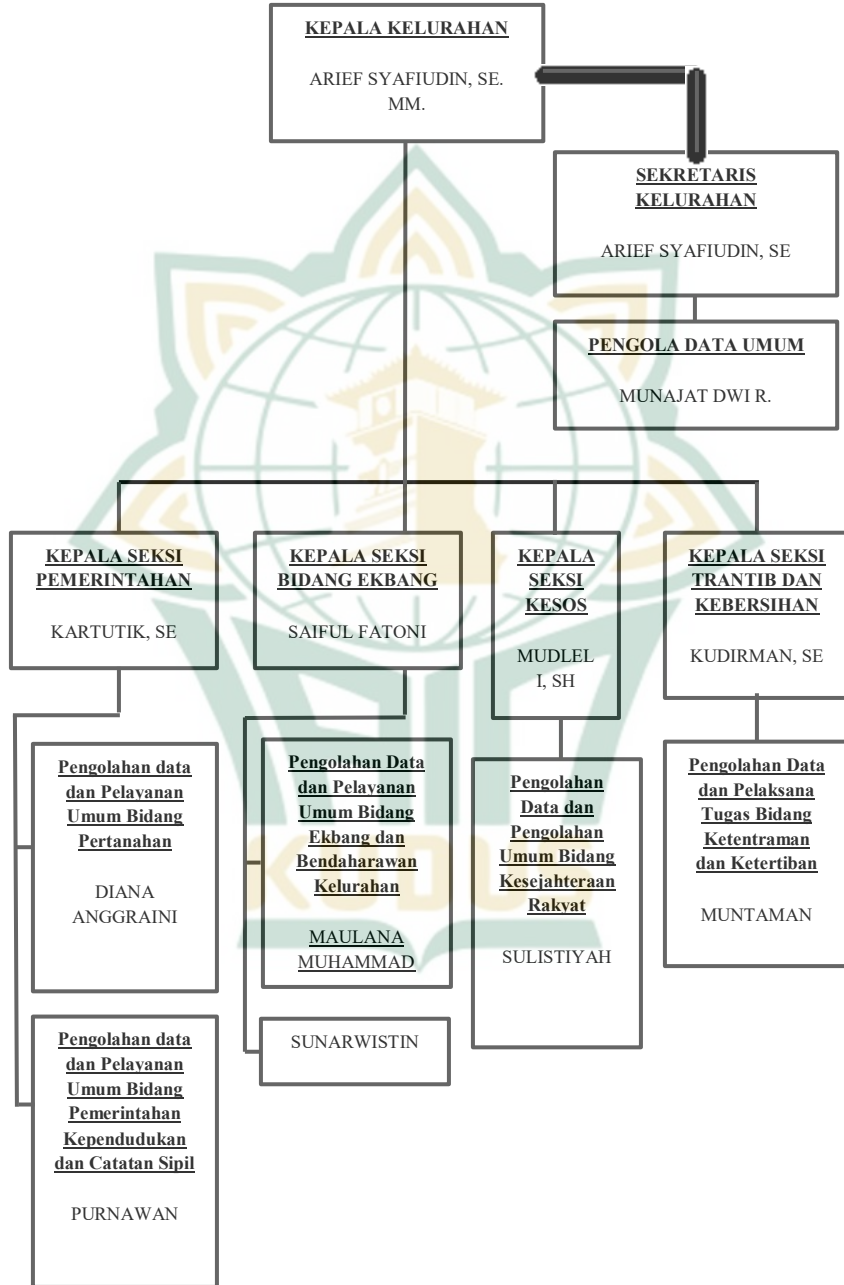 KEPALA KELURAHAN
ARIEF SYAFIUDIN, SE.
MM.
SEKRETARIS
KELURAHAN
ARIEF SYAFIUDIN, SE
PENGOLA DATA UMUM
MUNAJAT DWI R.
KEPALA SEKSI
PEMERINTAHAN
KARTUTIK, SE
KEPALA SEKSI
BIDANG EKBANG
SAIFUL FATONI
KEPALA
SEKSI
KESOS
MUDLEL
I, SH
KEPALA SEKSI
TRANTIB DAN
KEBERSIHAN
KUDIRMAN, SE
Pengolahan data
dan Pelayanan
Umum Bidang
Pertanahan
DIANA
ANGGRAINI
Pengolahan Data
dan Pelayanan
Umum Bidang
Ekbang dan
Bendaharawan
Kelurahan
MAULANA
MUHAMMAD
Pengolahan
Data dan
Pengolahan
Umum Bidang
Kesejahteraan
Rakyat
SULISTIYAH
Pengolahan Data
dan Pelaksana
Tugas Bidang
Ketentraman
dan Ketertiban
MUNTAMAN
Pengolahan data
dan Pelayanan
Umum Bidang
Pemerintahan
Kependudukan
dan Catatan Sipil
PURNAWAN
SUNARWISTIN
KUDUS